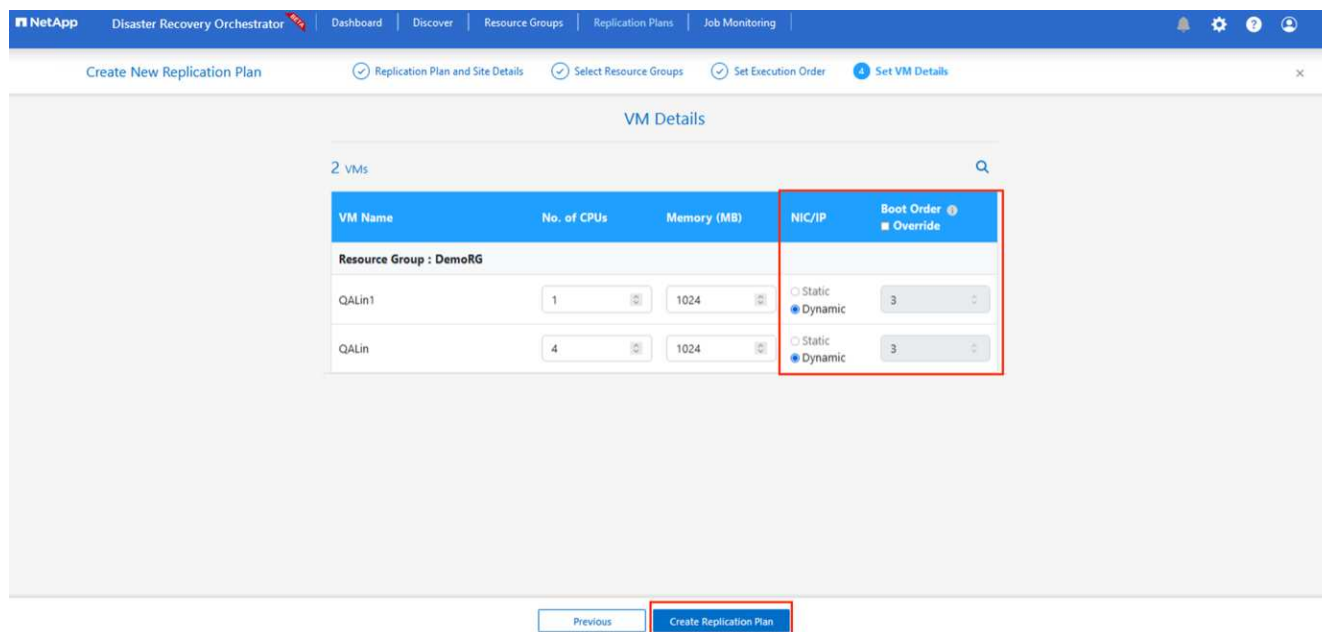 NetApp Disaster Recovery Orchestrator BETA Dashboard Discover Resource Groups Replication Plans Job Monitoring
Create New Replication Plan Replication Plan and Site Details Select Resource Groups Set Execution Order 4 Set VM Details
VM Details
2 VMs
VM Name No. of CPUs Memory (MB) NIC/IP Boot Order Override
Resource Group : DemoRG
QALin1 1 1024 Static Dynamic 3
QALin 4 1024 Static Dynamic 3
Previous Create Replication Plan